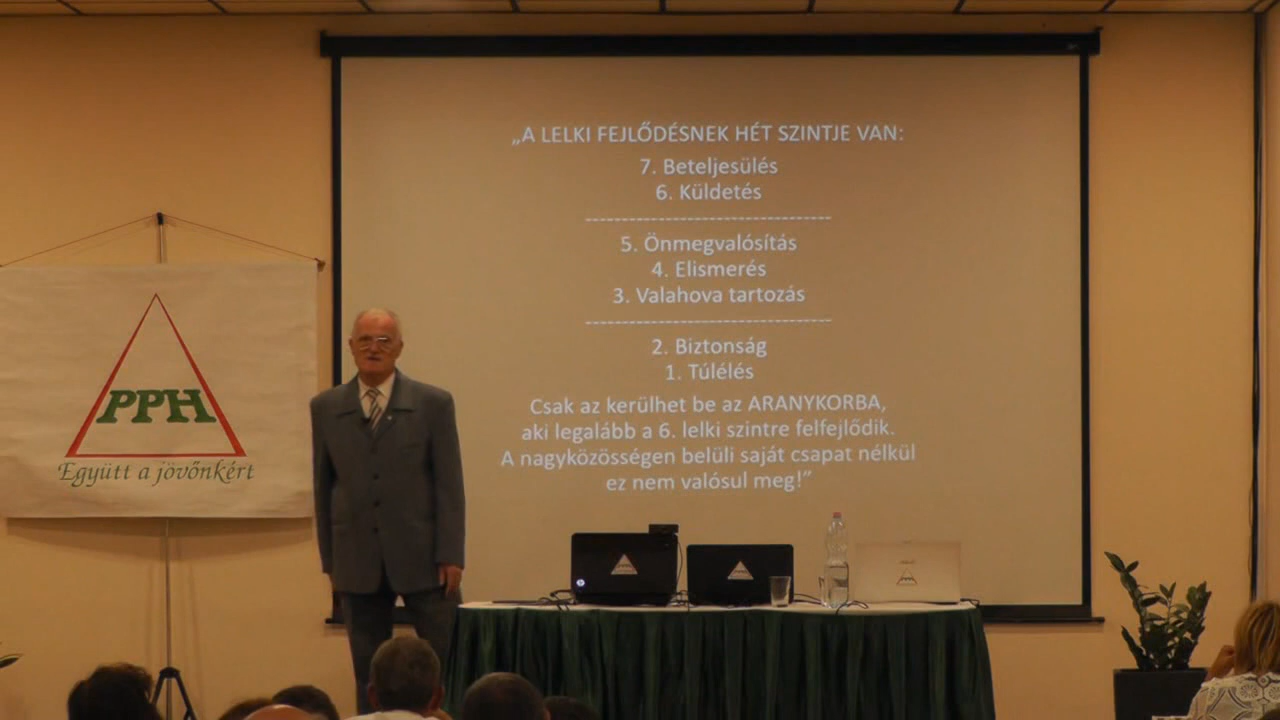 „A LELKI FEJLŐDÉSNEK HÉT SZINTJE VAN:
7. Beteljesülés
6. Küldetés
-----------------------------------
5. Önmegvalósítás
4. Elismerés
3. Valahova tartozás
-----------------------------------
2. Biztonság
1. Túlélés
Csak az kerülhet be az ARANYKORBA,
aki legalább a 6. lelki szintre felfejlődik.
A nagyközösségen belüli saját csapat nélkül
ez nem valósul meg!”
PPH
Együtt a jövőnkért